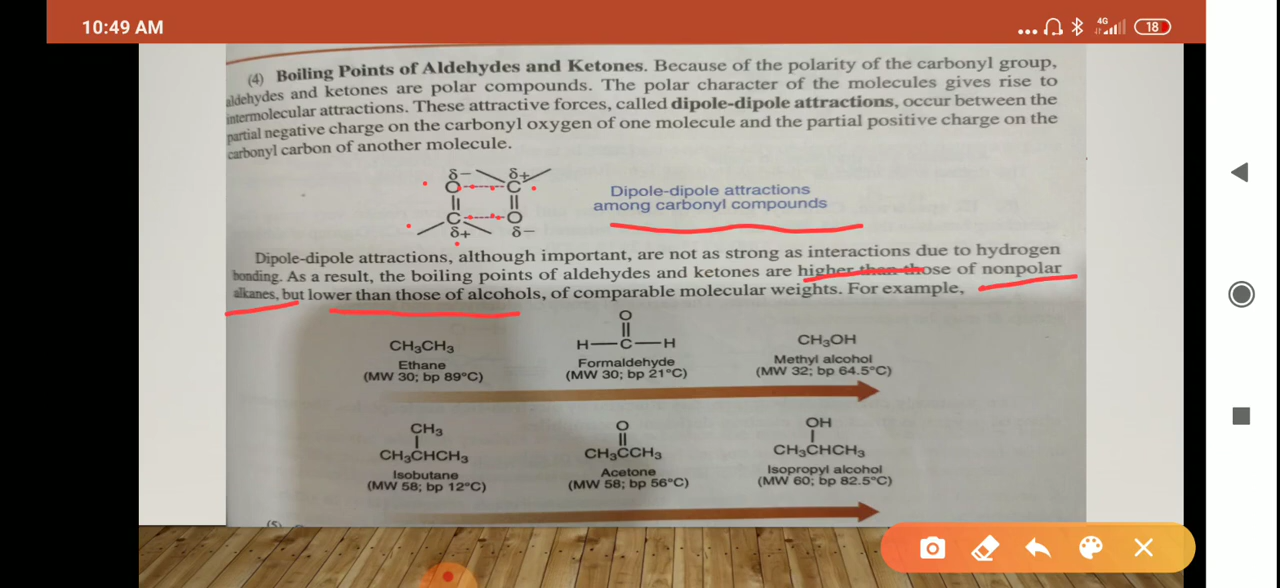 10:49 AM
4G
18
(4) Boiling Points of Aldehydes and Ketones. Because of the polarity of the carbonyl group,
aldehydes and ketones are polar compounds. The polar character of the molecules gives rise to
intermolecular attractions. These attractive forces, called dipole-dipole attractions, occur between the
partial negative charge on the carbonyl oxygen of one molecule and the partial positive charge on the
carbonyl carbon of another molecule.
δ– δ+
O C
C O
δ+ δ–
Dipole-dipole attractions
among carbonyl compounds
Dipole-dipole attractions, although important, are not as strong as interactions due to hydrogen
bonding. As a result, the boiling points of aldehydes and ketones are higher than those of nonpolar
alkanes, but lower than those of alcohols, of comparable molecular weights. For example,
O
CH₃CH₃ H—C—H CH₃OH
Ethane Formaldehyde Methyl alcohol
(MW 30; bp 89°C) (MW 30; bp 21°C) (MW 32; bp 64.5°C)
CH₃ O OH
CH₃CHCH₃ CH₃CCH₃ CH₃CHCH₃
Isobutane Acetone Isopropyl alcohol
(MW 58; bp 12°C) (MW 58; bp 56°C) (MW 60; bp 82.5°C)
(5)